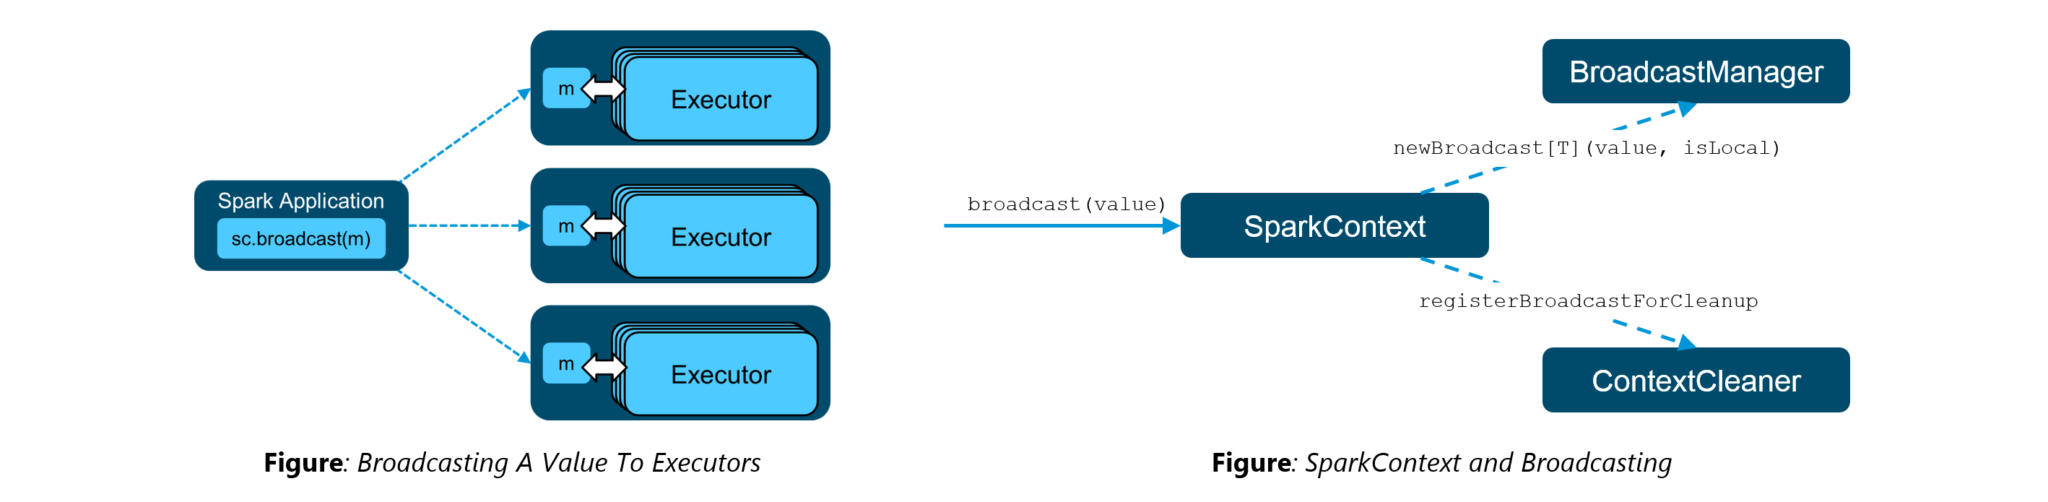 Spark Application
sc.broadcast(m)
m
Executor
m
Executor
m
Executor
Figure: Broadcasting A Value To Executors
broadcast(value)
SparkContext
BroadcastManager
newBroadcast[T](value, isLocal)
registerBroadcastForCleanup
ContextCleaner
Figure: SparkContext and Broadcasting